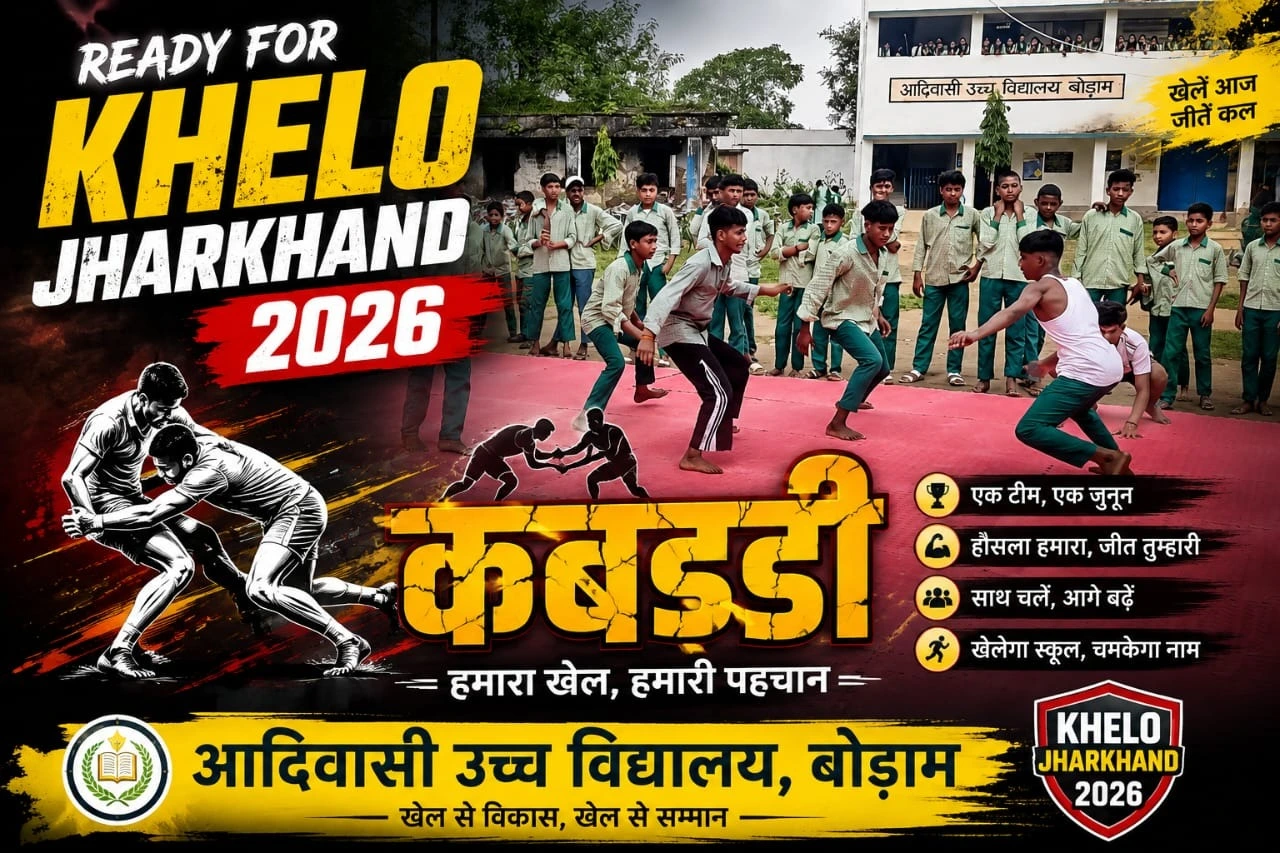 READY FOR
KHELO
JHARKHAND
2026
आदिवासी उच्च विद्यालय बोड़ाम
खेलें आज
जीतें कल
कबड्डी
हमारा खेल, हमारी पहचान
एक टीम, एक जुनून
हौसला हमारा, जीत तुम्हारी
साथ चलें, आगे बढ़ें
खेलेगा स्कूल, चमकेगा नाम
आदिवासी उच्च विद्यालय, बोड़ाम
खेल से विकास, खेल से सम्मान
KHELO
JHARKHAND
2026